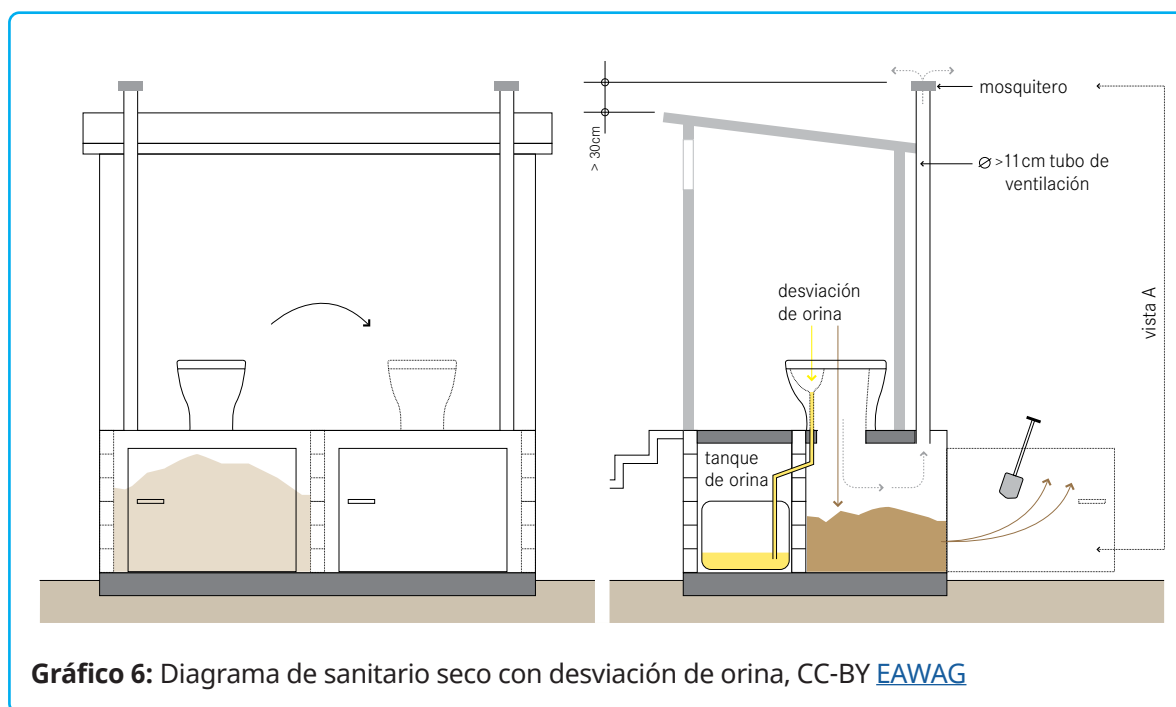 > 30cm
mosquitero
⌀ >11cm tubo de
ventilación
desviación
de orina
vista A
tanque
de orina
Gráfico 6: Diagrama de sanitario seco con desviación de orina, CC-BY EAWAG